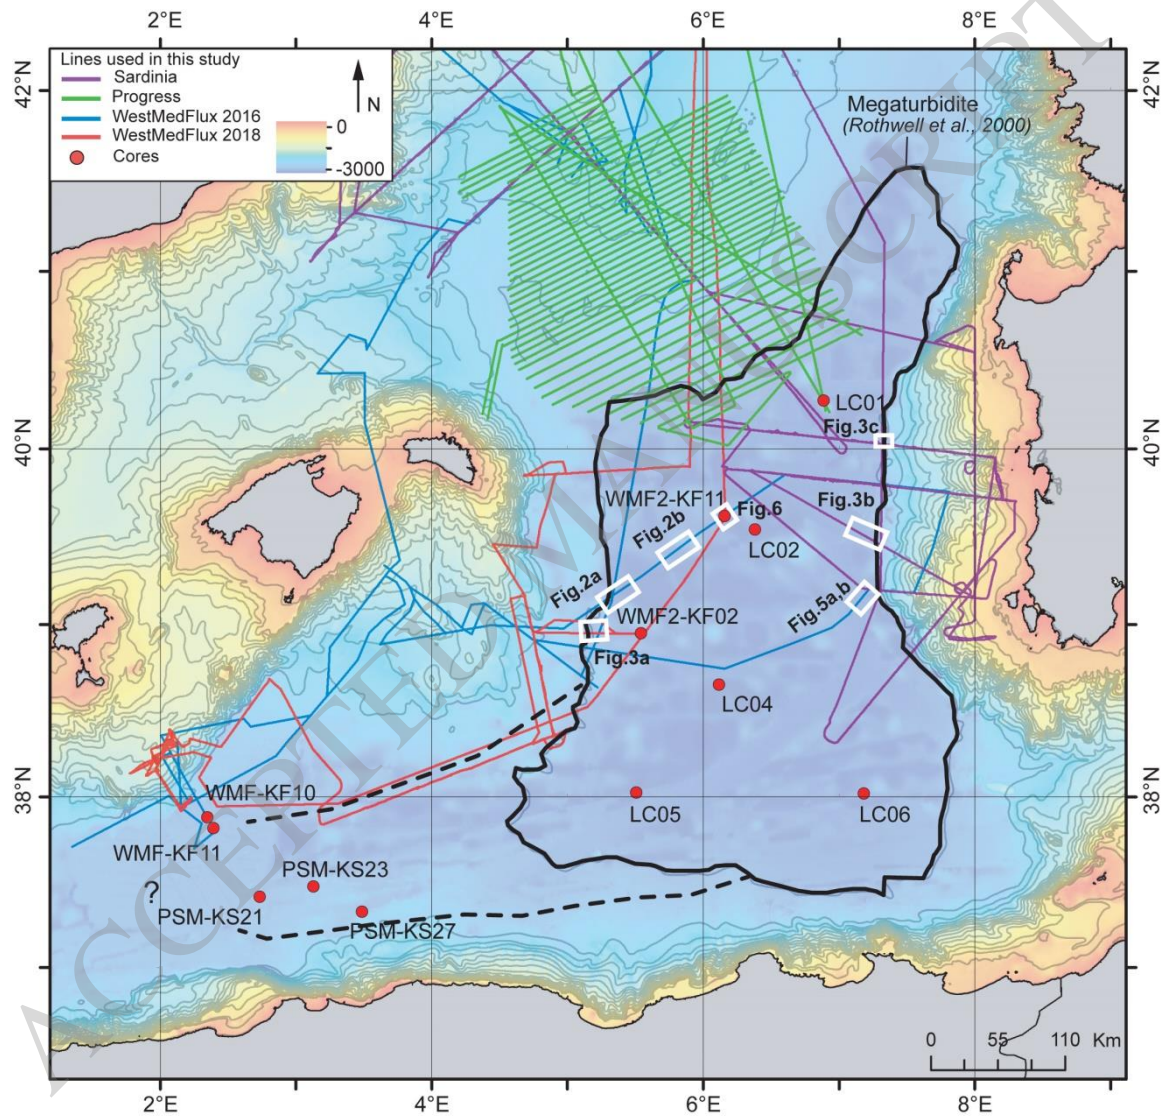 2°E 4°E 6°E 8°E
Lines used in this study
Sardinia
Progress
WestMedFlux 2016
WestMedFlux 2018
Cores
N
0
-3000
42°N
42°N
Megaturbidite
(Rothwell et al., 2000)
LC01
Fig.3c
40°N
40°N
WMF2-KF11
Fig.6
Fig.3b
Fig.2b
LC02
Fig.2a
WMF2-KF02
Fig.5a,b
Fig.3a
LC04
WMF-KF10
38°N
38°N
LC05
LC06
WMF-KF11
PSM-KS23
?
PSM-KS21
PSM-KS27
0 55 110 Km
2°E 4°E 6°E 8°E
ACCEPTED MANUSCRIPT